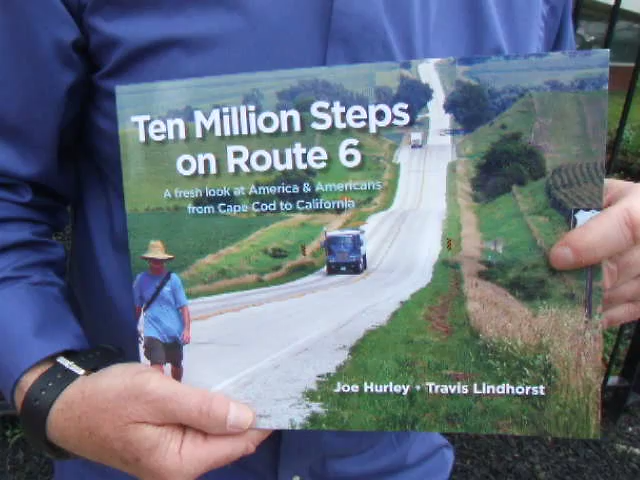 Ten Million Steps
on Route 6
A fresh look at America & Americans
from Cape Cod to California
Joe Hurley • Travis Lindhorst